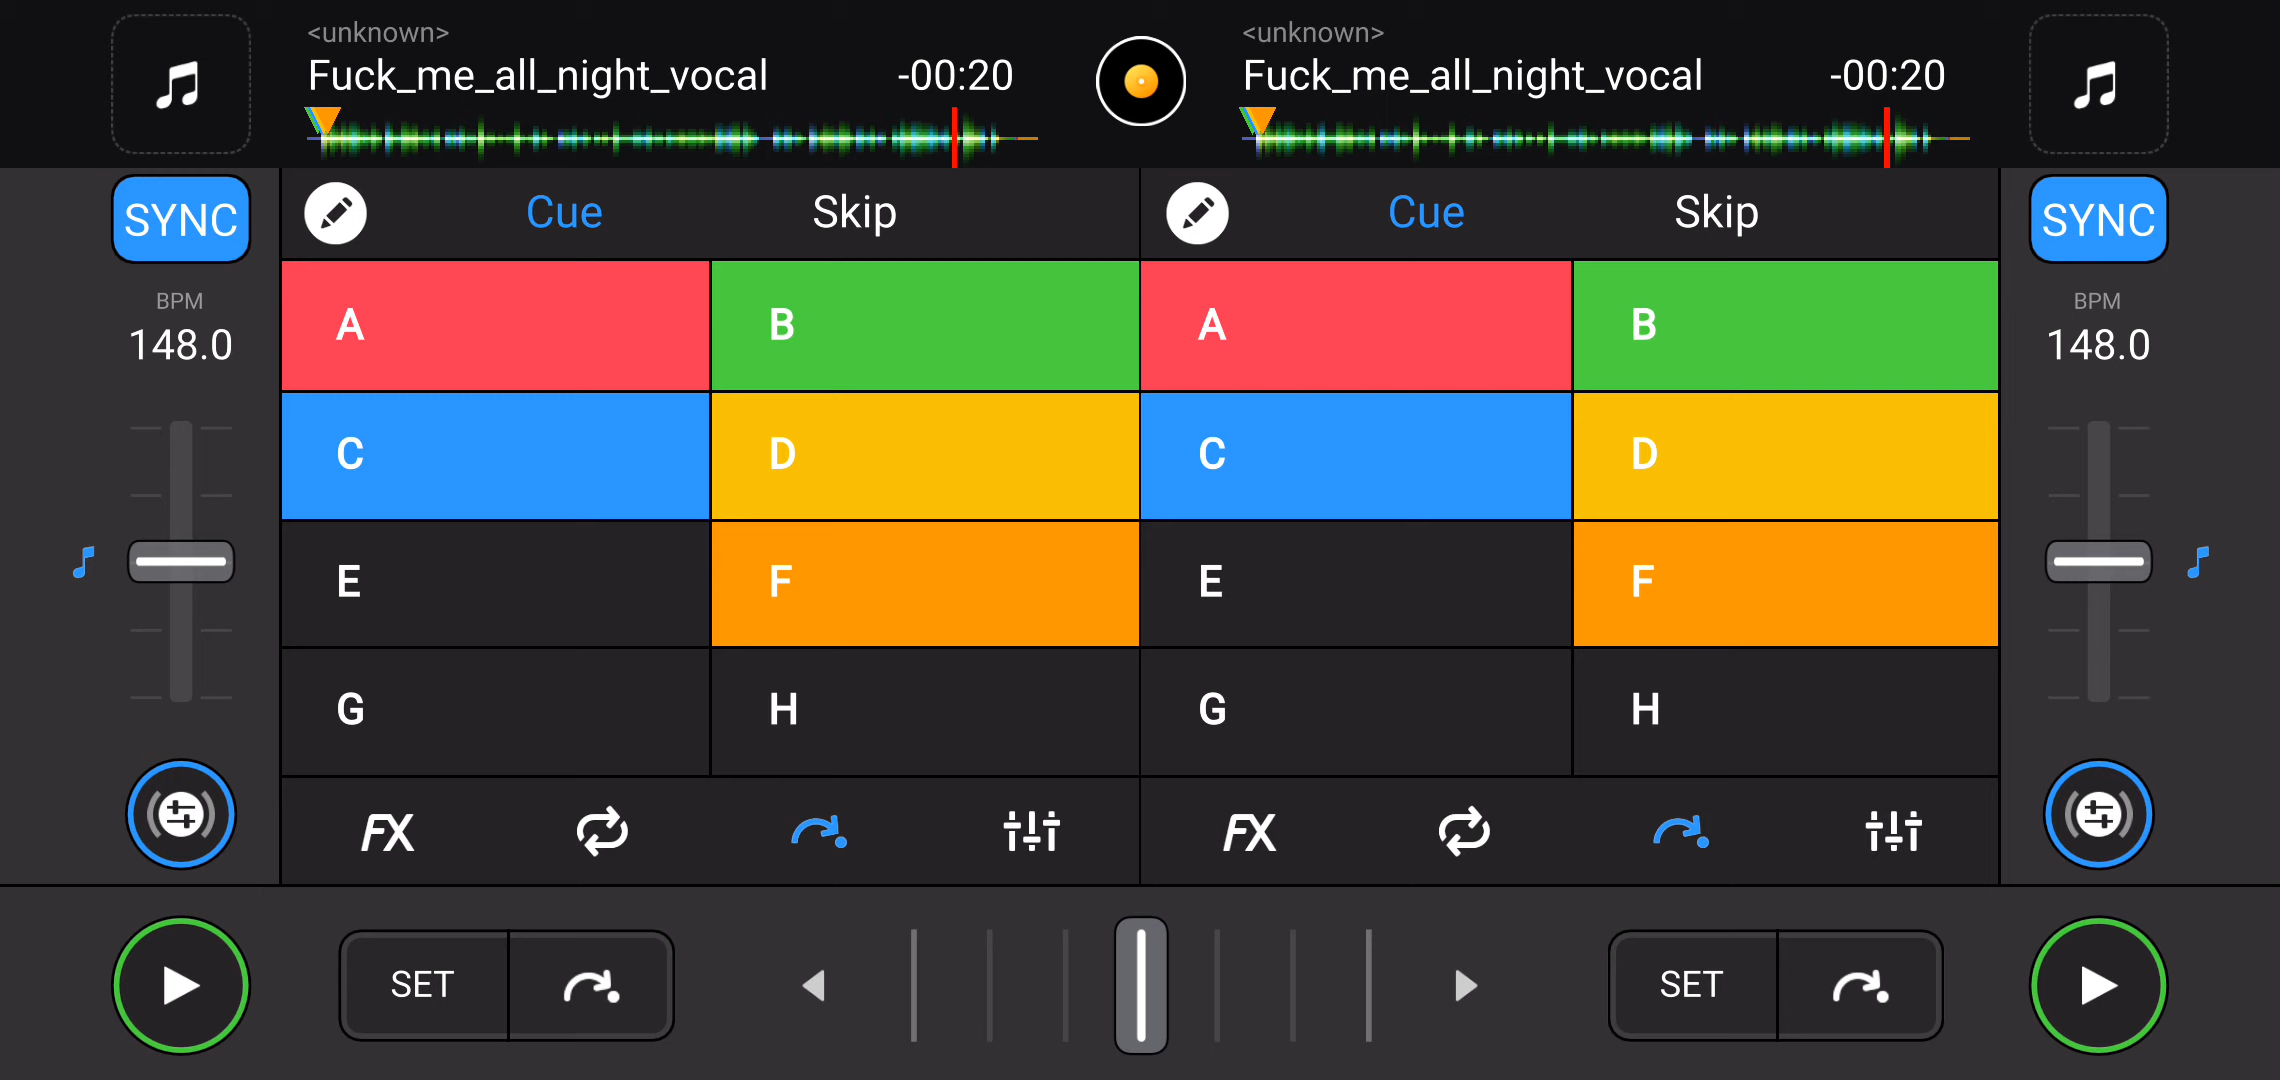 <unknown> <unknown>
Fuck_me_all_night_vocal -00:20 Fuck_me_all_night_vocal -00:20
SYNC Cue Skip Cue Skip SYNC
BPM BPM
148.0 A B A B 148.0
C D C D
E F E F
G H G H
FX FX
SET SET